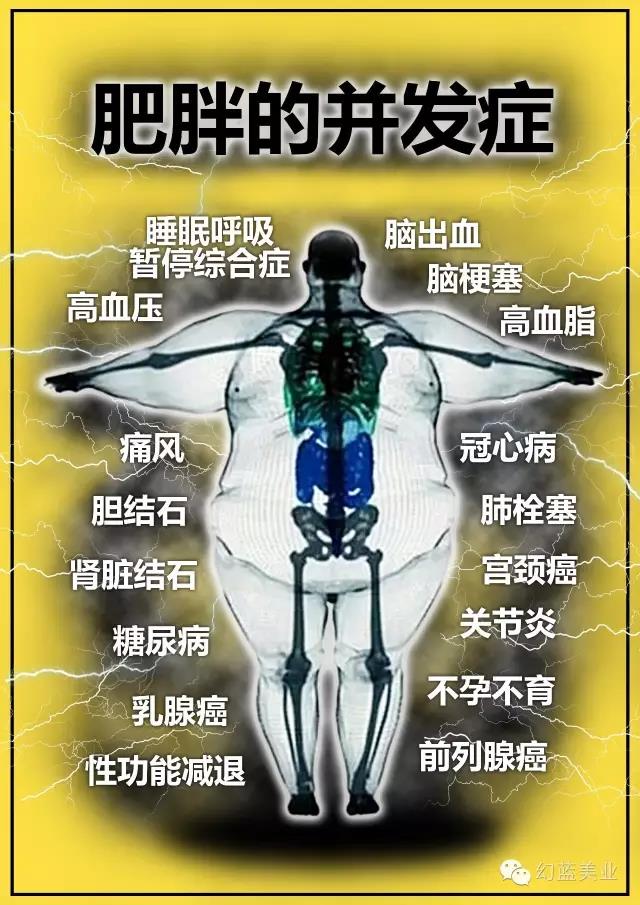 肥胖的并发症
睡眠呼吸
暂停综合症
高血压
脑出血
脑梗塞
高血脂
痛风
胆结石
肾脏结石
糖尿病
乳腺癌
性功能减退
冠心病
肺栓塞
宫颈癌
关节炎
不孕不育
前列腺癌
幻蓝美业